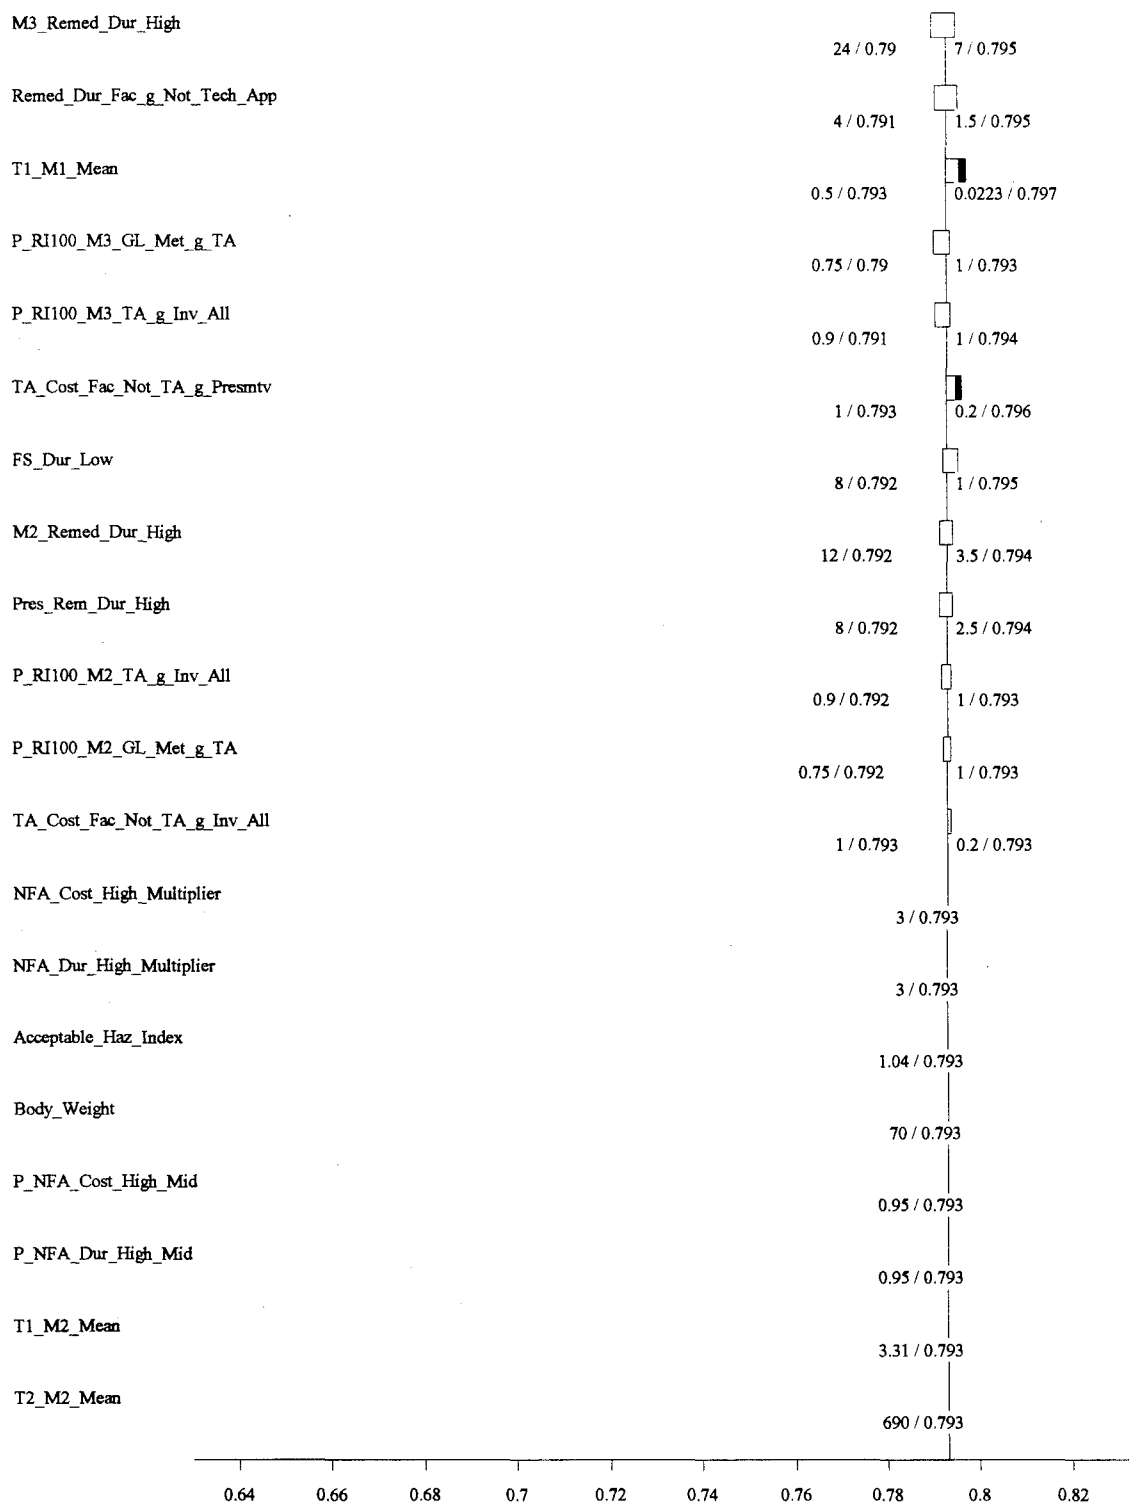 M3_Remed_Dur_High
24 / 0.79 7 / 0.795
Remed_Dur_Fac_g_Not_Tech_App
4 / 0.791 1.5 / 0.795
T1_M1_Mean
0.5 / 0.793 0.0223 / 0.797
P_RI100_M3_GL_Met_g_TA
0.75 / 0.79 1 / 0.793
P_RI100_M3_TA_g_Inv_All
0.9 / 0.791 1 / 0.794
TA_Cost_Fac_Not_TA_g_Presmtv
1 / 0.793 0.2 / 0.796
FS_Dur_Low
8 / 0.792 1 / 0.795
M2_Remed_Dur_High
12 / 0.792 3.5 / 0.794
Pres_Rem_Dur_High
8 / 0.792 2.5 / 0.794
P_RI100_M2_TA_g_Inv_All
0.9 / 0.792 1 / 0.793
P_RI100_M2_GL_Met_g_TA
0.75 / 0.792 1 / 0.793
TA_Cost_Fac_Not_TA_g_Inv_All
1 / 0.793 0.2 / 0.793
NFA_Cost_High_Multiplier
3 / 0.793
NFA_Dur_High_Multiplier
3 / 0.793
Acceptable_Haz_Index
1.04 / 0.793
Body_Weight
70 / 0.793
P_NFA_Cost_High_Mid
0.95 / 0.793
P_NFA_Dur_High_Mid
0.95 / 0.793
T1_M2_Mean
3.31 / 0.793
T2_M2_Mean
690 / 0.793
0.64 0.66 0.68 0.7 0.72 0.74 0.76 0.78 0.8 0.82